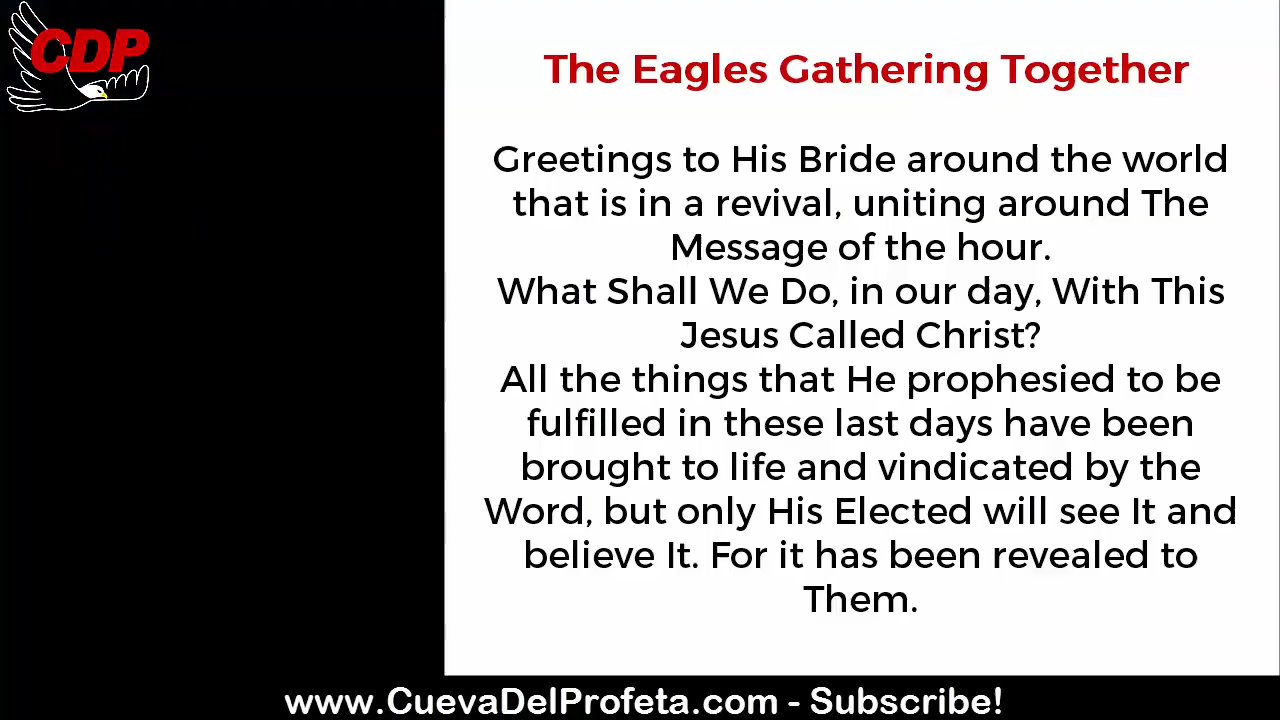 CDP
The Eagles Gathering Together
Greetings to His Bride around the world
that is in a revival, uniting around The
Message of the hour.
What Shall We Do, in our day, With This
Jesus Called Christ?
All the things that He prophesied to be
fulfilled in these last days have been
brought to life and vindicated by the
Word, but only His Elected will see It and
believe It. For it has been revealed to
Them.
www.CuevaDelProfeta.com - Subscribe!